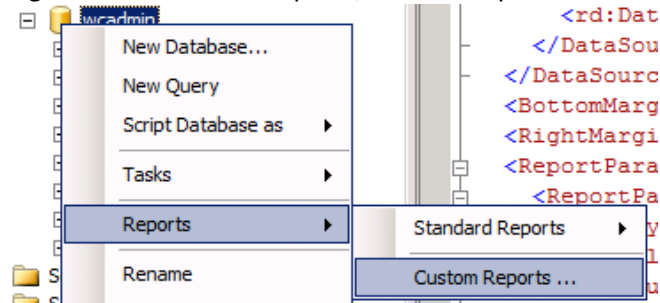 wcadmin
New Database...
New Query
Script Database as
Tasks
Reports
Rename
Standard Reports
Custom Reports ...
<rd:Dat
</DataSou
</DataSourc
<BottomMarg
<RightMargi
<ReportPara
<ReportPa